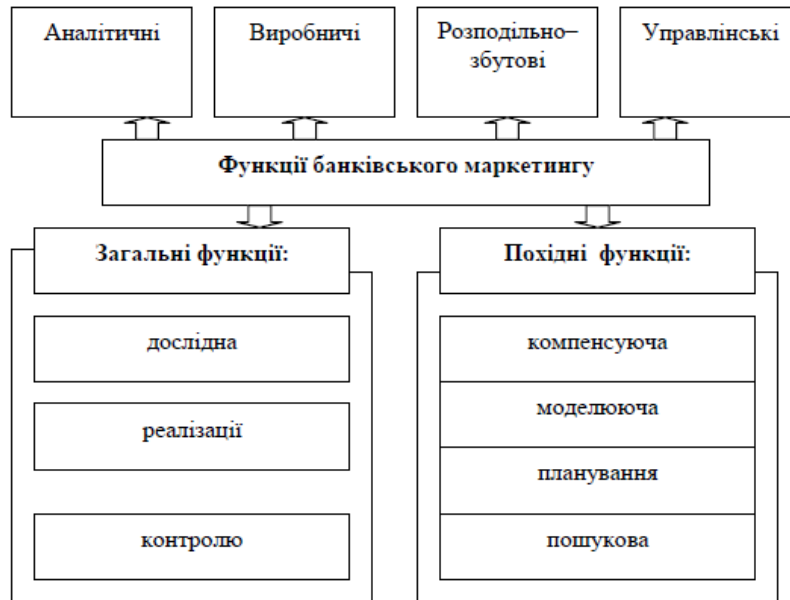 Аналітичні
Виробничі
Розподільно–
збутові
Управлінські
Функції банківського маркетингу
Загальні функції:
Похідні функції:
дослідна
компенсуюча
реалізації
моделююча
планування
контролю
пошукова